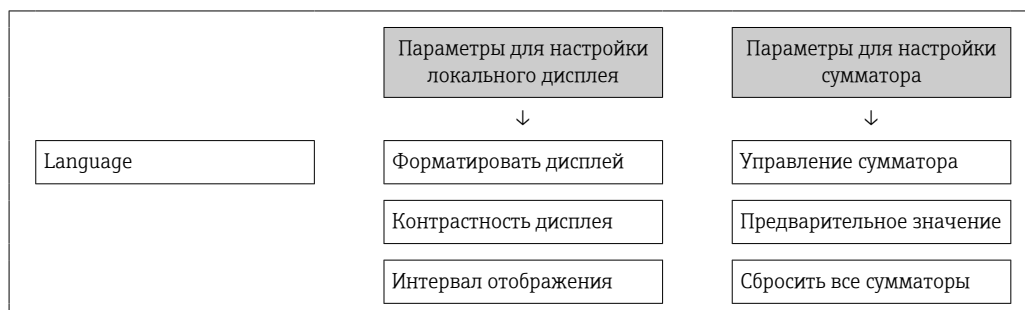 Параметры для настройки
локального дисплея
Параметры для настройки
сумматора
↓
↓
Language
Форматировать дисплей
Управление сумматора
Контрастность дисплея
Предварительное значение
Интервал отображения
Сбросить все сумматоры